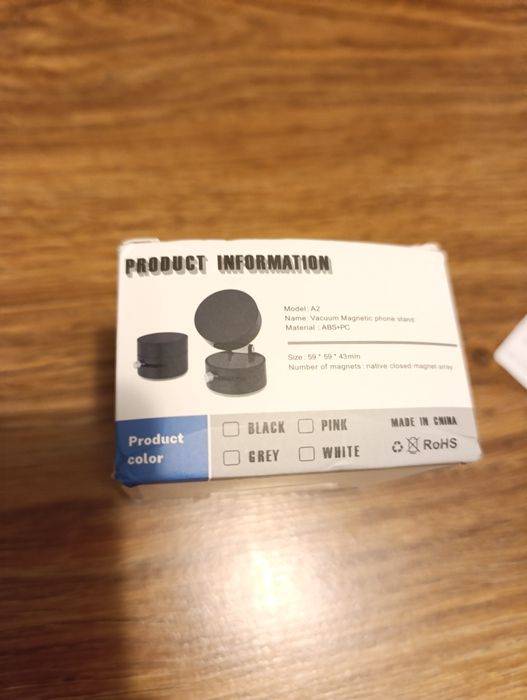 PRODUCT INFORMATION
Model: A2
Name: Vacuum Magnetic phone stand
Material: ABS+PC
Size: 59 * 59 * 43mm
Number of magnets: native closed magnet array
Product color
BLACK PINK
GREY WHITE
MADE IN CHINA
RoHS